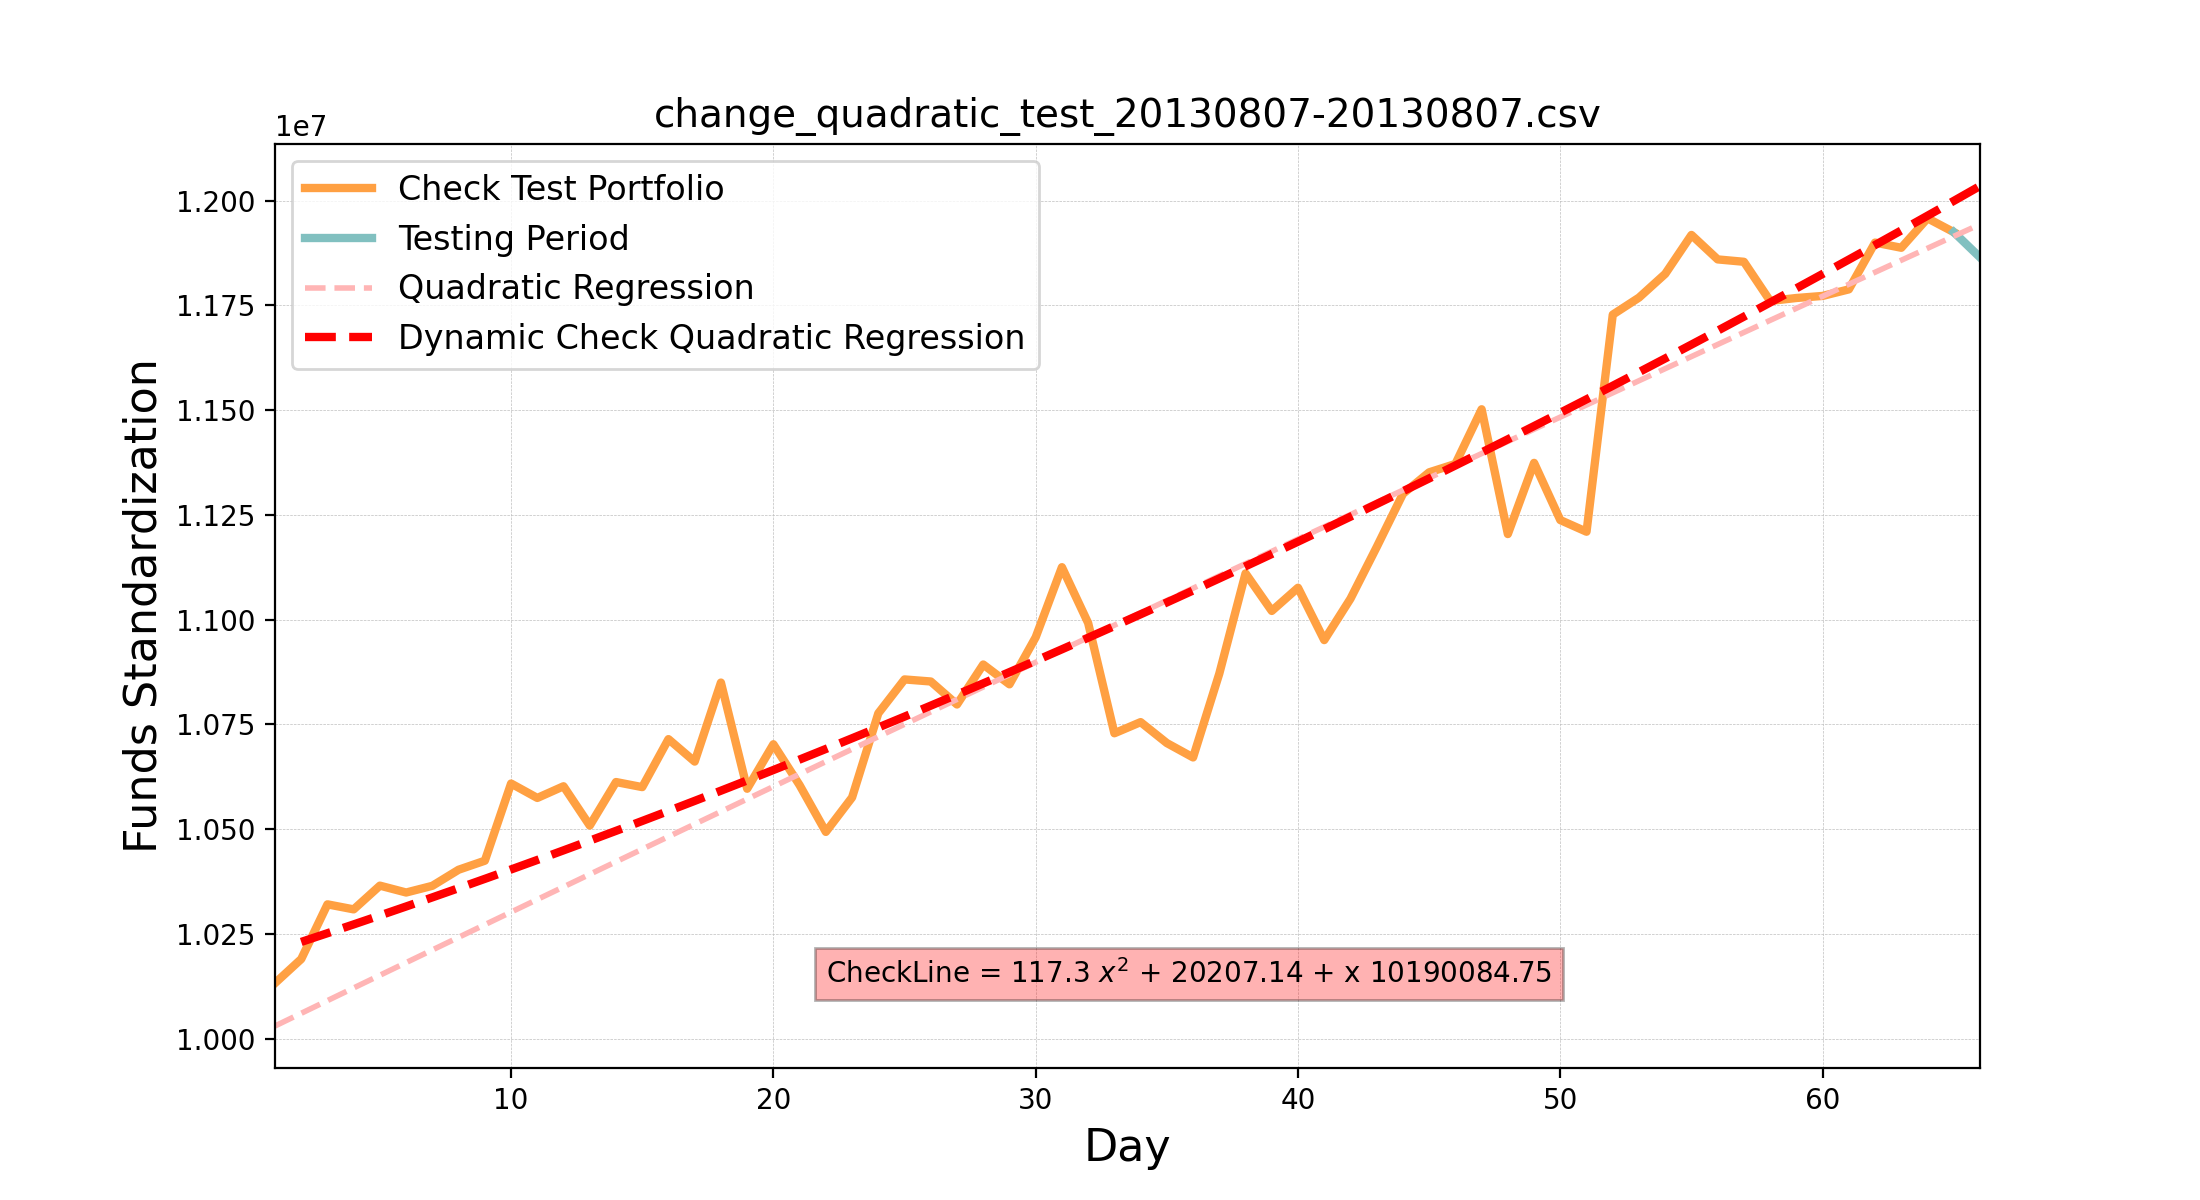 change_quadratic_test_20130807-20130807.csv
1e7
Check Test Portfolio
Testing Period
Quadratic Regression
Dynamic Check Quadratic Regression
1.200
1.175
1.150
1.125
1.100
1.075
1.050
1.025
1.000
Funds Standardization
CheckLine = 117.3 x² + 20207.14 + x 10190084.75
10 20 30 40 50 60
Day